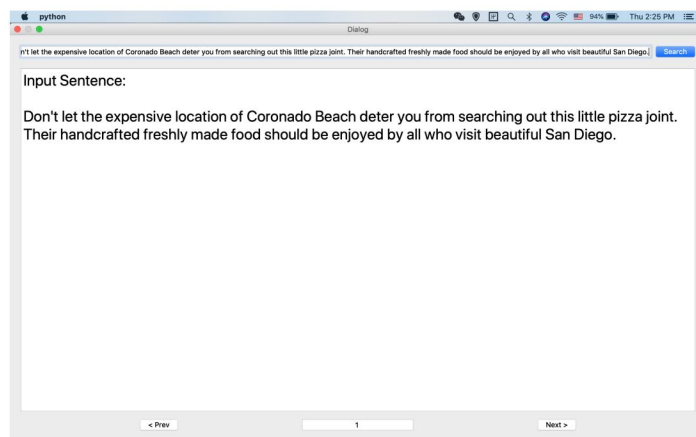 python 94% Thu 2:25 PM
Dialog
n't let the expensive location of Coronado Beach deter you from searching out this little pizza joint. Their handcrafted freshly made food should be enjoyed by all who visit beautiful San Diego. Search
Input Sentence:
Don't let the expensive location of Coronado Beach deter you from searching out this little pizza joint.
Their handcrafted freshly made food should be enjoyed by all who visit beautiful San Diego.
< Prev 1 Next >